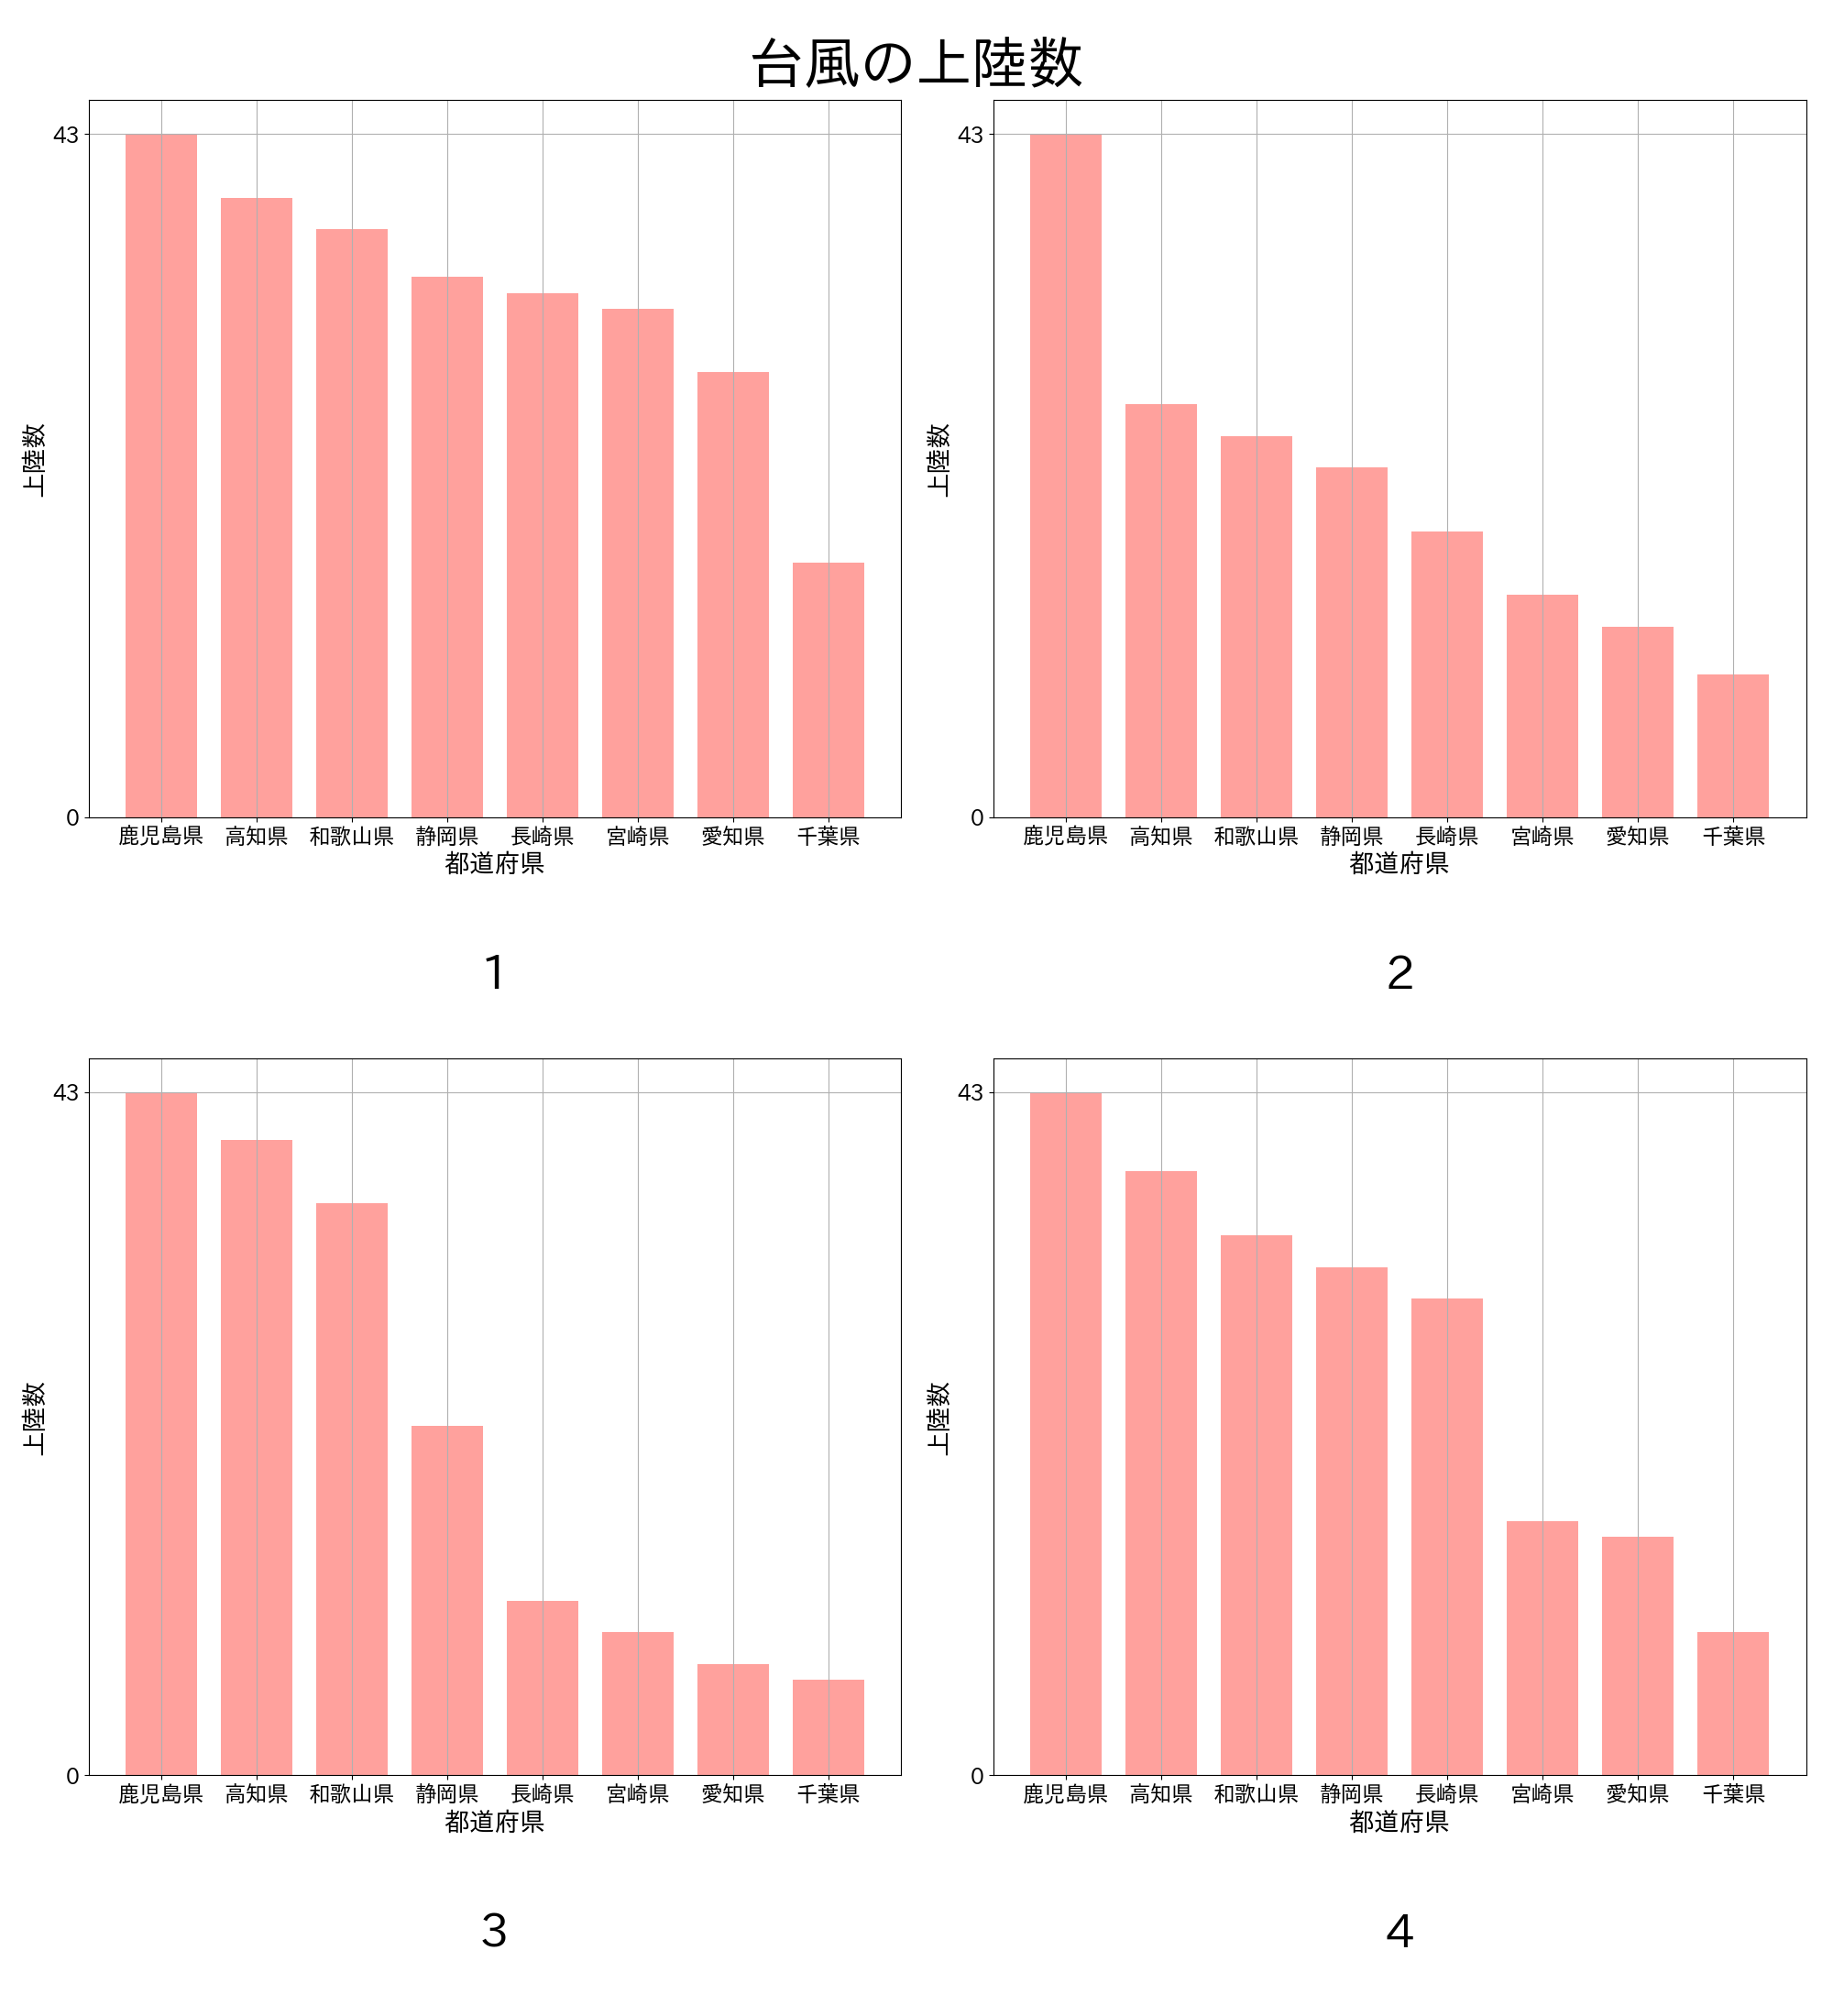 台風の上陸数
43
0
上陸数
鹿児島県 高知県 和歌山県 静岡県 長崎県 宮崎県 愛知県 千葉県
都道府県
1
43
0
上陸数
鹿児島県 高知県 和歌山県 静岡県 長崎県 宮崎県 愛知県 千葉県
都道府県
2
43
0
上陸数
鹿児島県 高知県 和歌山県 静岡県 長崎県 宮崎県 愛知県 千葉県
都道府県
3
43
0
上陸数
鹿児島県 高知県 和歌山県 静岡県 長崎県 宮崎県 愛知県 千葉県
都道府県
4